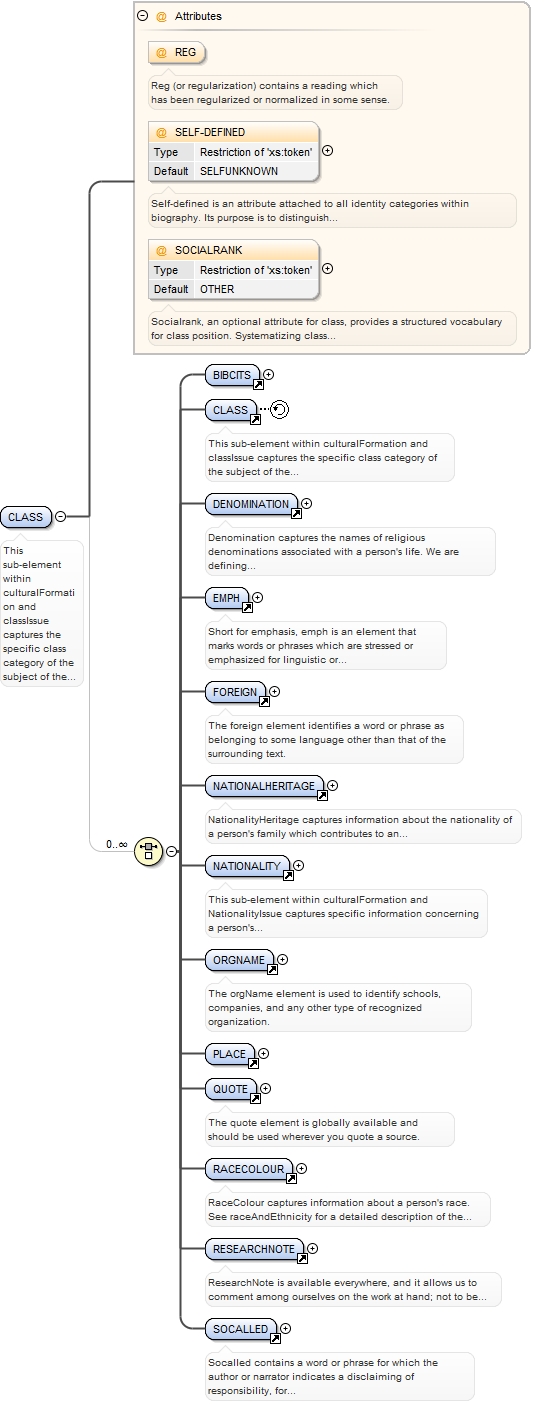 Attributes
REG
Reg (or regularization) contains a reading which
has been regularized or normalized in some sense.
SELF-DEFINED
Type Restriction of 'xs:token'
Default SELFUNKNOWN
Self-defined is an attribute attached to all identity categories within
biography. Its purpose is to distinguish...
SOCIALRANK
Type Restriction of 'xs:token'
Default OTHER
Socialrank, an optional attribute for class, provides a structured vocabulary
for class position. Systematizing class...
CLASS
This
sub-element
within
culturalFormati
on and
classIssue
captures the
specific class
category of the
subject of the...
0..∞
BIBCITS
CLASS
This sub-element within culturalFormation and
classIssue captures the specific class category of
the subject of the...
DENOMINATION
Denomination captures the names of religious
denominations associated with a person's life. We are
defining...
EMPH
Short for emphasis, emph is an element that
marks words or phrases which are stressed or
emphasized for linguistic or...
FOREIGN
The foreign element identifies a word or phrase as
belonging to some language other than that of the
surrounding text.
NATIONALHERITAGE
NationalityHeritage captures information about the nationality of
a person's family which contributes to an...
NATIONALITY
This sub-element within culturalFormation and
NationalityIssue captures specific information concerning
a person's...
ORGNAME
The orgName element is used to identify schools,
companies, and any other type of recognized
organization.
PLACE
QUOTE
The quote element is globally available and
should be used wherever you quote a source.
RACECOLOUR
RaceColour captures information about a person's race.
See raceAndEthnicity for a detailed description of the...
RESEARCHNOTE
ResearchNote is available everywhere, and it allows us to
comment among ourselves on the work at hand; not to be...
SOCALLED
Socalled contains a word or phrase for which the
author or narrator indicates a disclaiming of
responsibility, for...